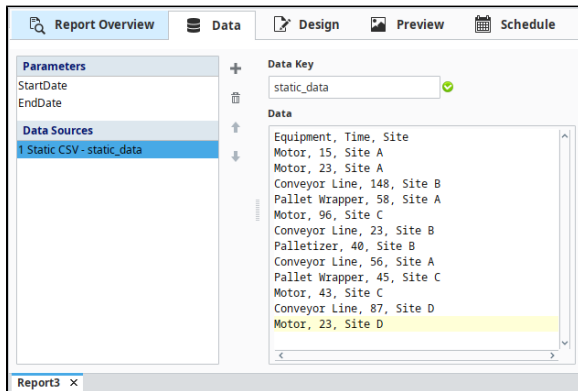 Report Overview Data Design Preview Schedule
Parameters
StartDate
EndDate
Data Sources
1 Static CSV - static_data
Data Key
static_data
Data
Equipment, Time, Site
Motor, 15, Site A
Motor, 23, Site A
Conveyor Line, 148, Site B
Pallet Wrapper, 58, Site A
Motor, 96, Site C
Conveyor Line, 23, Site B
Palletizer, 40, Site B
Conveyor Line, 56, Site A
Pallet Wrapper, 45, Site C
Motor, 43, Site C
Conveyor Line, 87, Site D
Motor, 23, Site D
Report3 ×